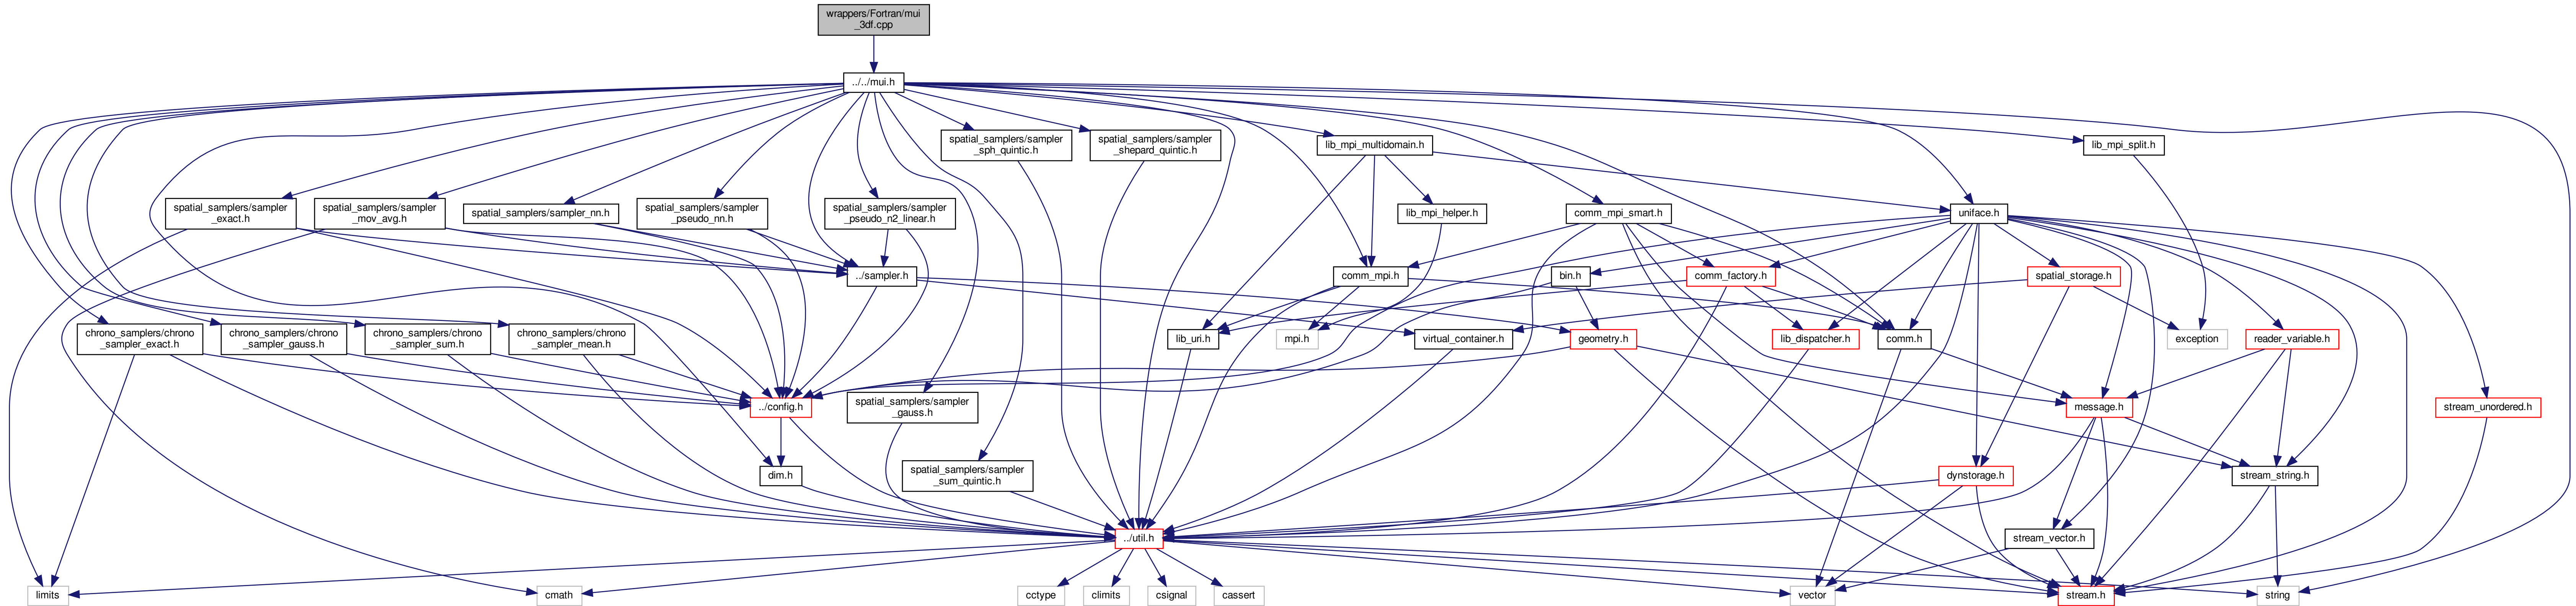 wrappers/Fortran/mui
_3df.cpp
../../mui.h
spatial_samplers/sampler
_sph_quintic.h
spatial_samplers/sampler
_shepard_quintic.h
lib_mpi_multidomain.h
lib_mpi_split.h
spatial_samplers/sampler
_exact.h
spatial_samplers/sampler
_mov_avg.h
spatial_samplers/sampler_nn.h
spatial_samplers/sampler
_pseudo_nn.h
spatial_samplers/sampler
_pseudo_n2_linear.h
lib_mpi_helper.h
comm_mpi_smart.h
uniface.h
../sampler.h
comm_mpi.h
bin.h
comm_factory.h
spatial_storage.h
chrono_samplers/chrono
_sampler_exact.h
chrono_samplers/chrono
_sampler_gauss.h
chrono_samplers/chrono
_sampler_sum.h
chrono_samplers/chrono
_sampler_mean.h
lib_uri.h
mpi.h
virtual_container.h
geometry.h
lib_dispatcher.h
comm.h
exception
reader_variable.h
../config.h
spatial_samplers/sampler
_gauss.h
message.h
stream_unordered.h
dim.h
spatial_samplers/sampler
_sum_quintic.h
dynstorage.h
stream_string.h
../util.h
stream_vector.h
limits
cmath
cctype
climits
csignal
cassert
vector
stream.h
string